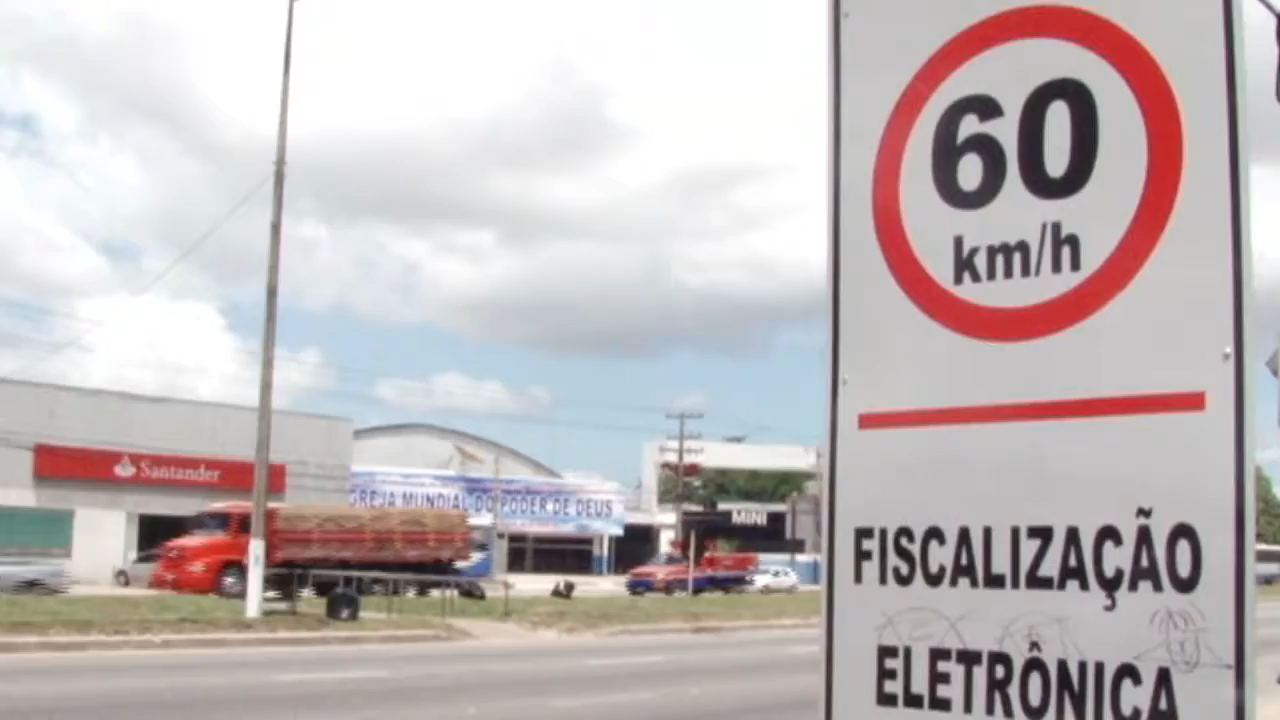 60
km/h
FISCALIZAÇÃO
ELETRÔNICA
Santander
GREJA MUNDIAL DO PODER DE DEUS
MINI